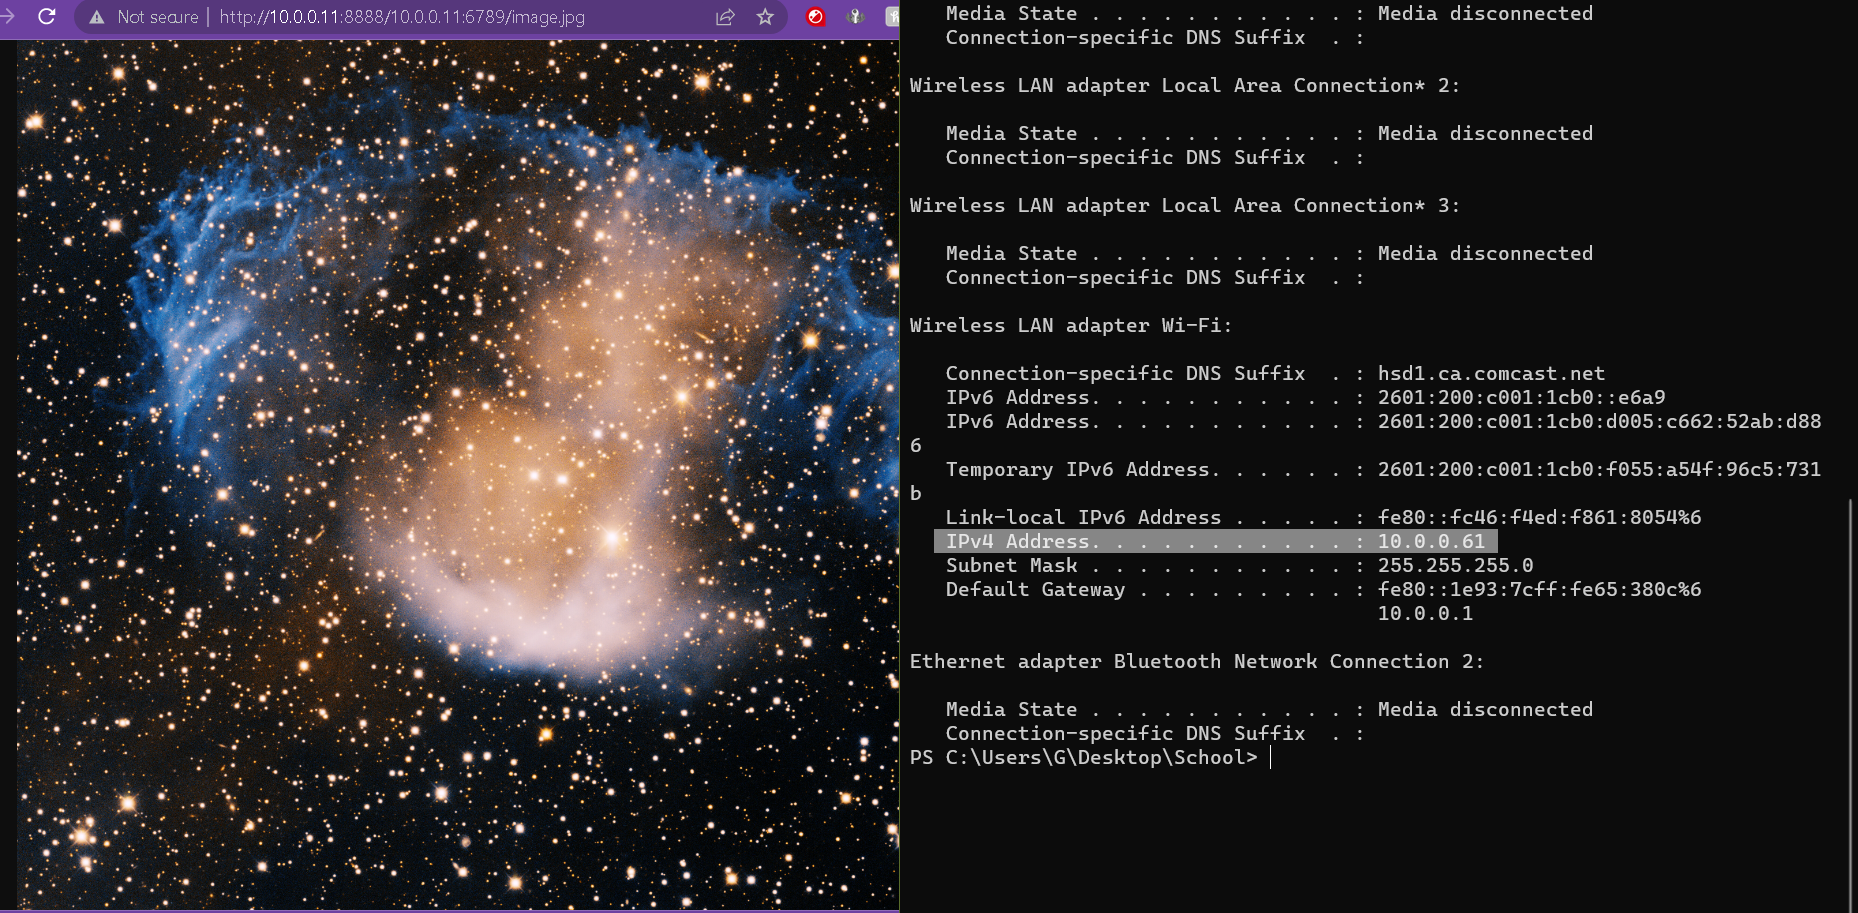 Not secure | http://10.0.0.11:8888/10.0.0.11:6789/image.jpg
Media State . . . . . . . . . . . : Media disconnected
Connection-specific DNS Suffix  . :
Wireless LAN adapter Local Area Connection* 2:
Media State . . . . . . . . . . . : Media disconnected
Connection-specific DNS Suffix  . :
Wireless LAN adapter Local Area Connection* 3:
Media State . . . . . . . . . . . : Media disconnected
Connection-specific DNS Suffix  . :
Wireless LAN adapter Wi-Fi:
Connection-specific DNS Suffix  . : hsd1.ca.comcast.net
IPv6 Address. . . . . . . . . . . : 2601:200:c001:1cb0::e6a9
IPv6 Address. . . . . . . . . . . : 2601:200:c001:1cb0:d005:c662:52ab:d88
6
Temporary IPv6 Address. . . . . . : 2601:200:c001:1cb0:f055:a54f:96c5:731
b
Link-local IPv6 Address . . . . . : fe80::fc46:f4ed:f861:8054%6
IPv4 Address. . . . . . . . . . . : 10.0.0.61
Subnet Mask . . . . . . . . . . . : 255.255.255.0
Default Gateway . . . . . . . . . : fe80::1e93:7cff:fe65:380c%6
10.0.0.1
Ethernet adapter Bluetooth Network Connection 2:
Media State . . . . . . . . . . . : Media disconnected
Connection-specific DNS Suffix  . :
PS C:\Users\G\Desktop\School>